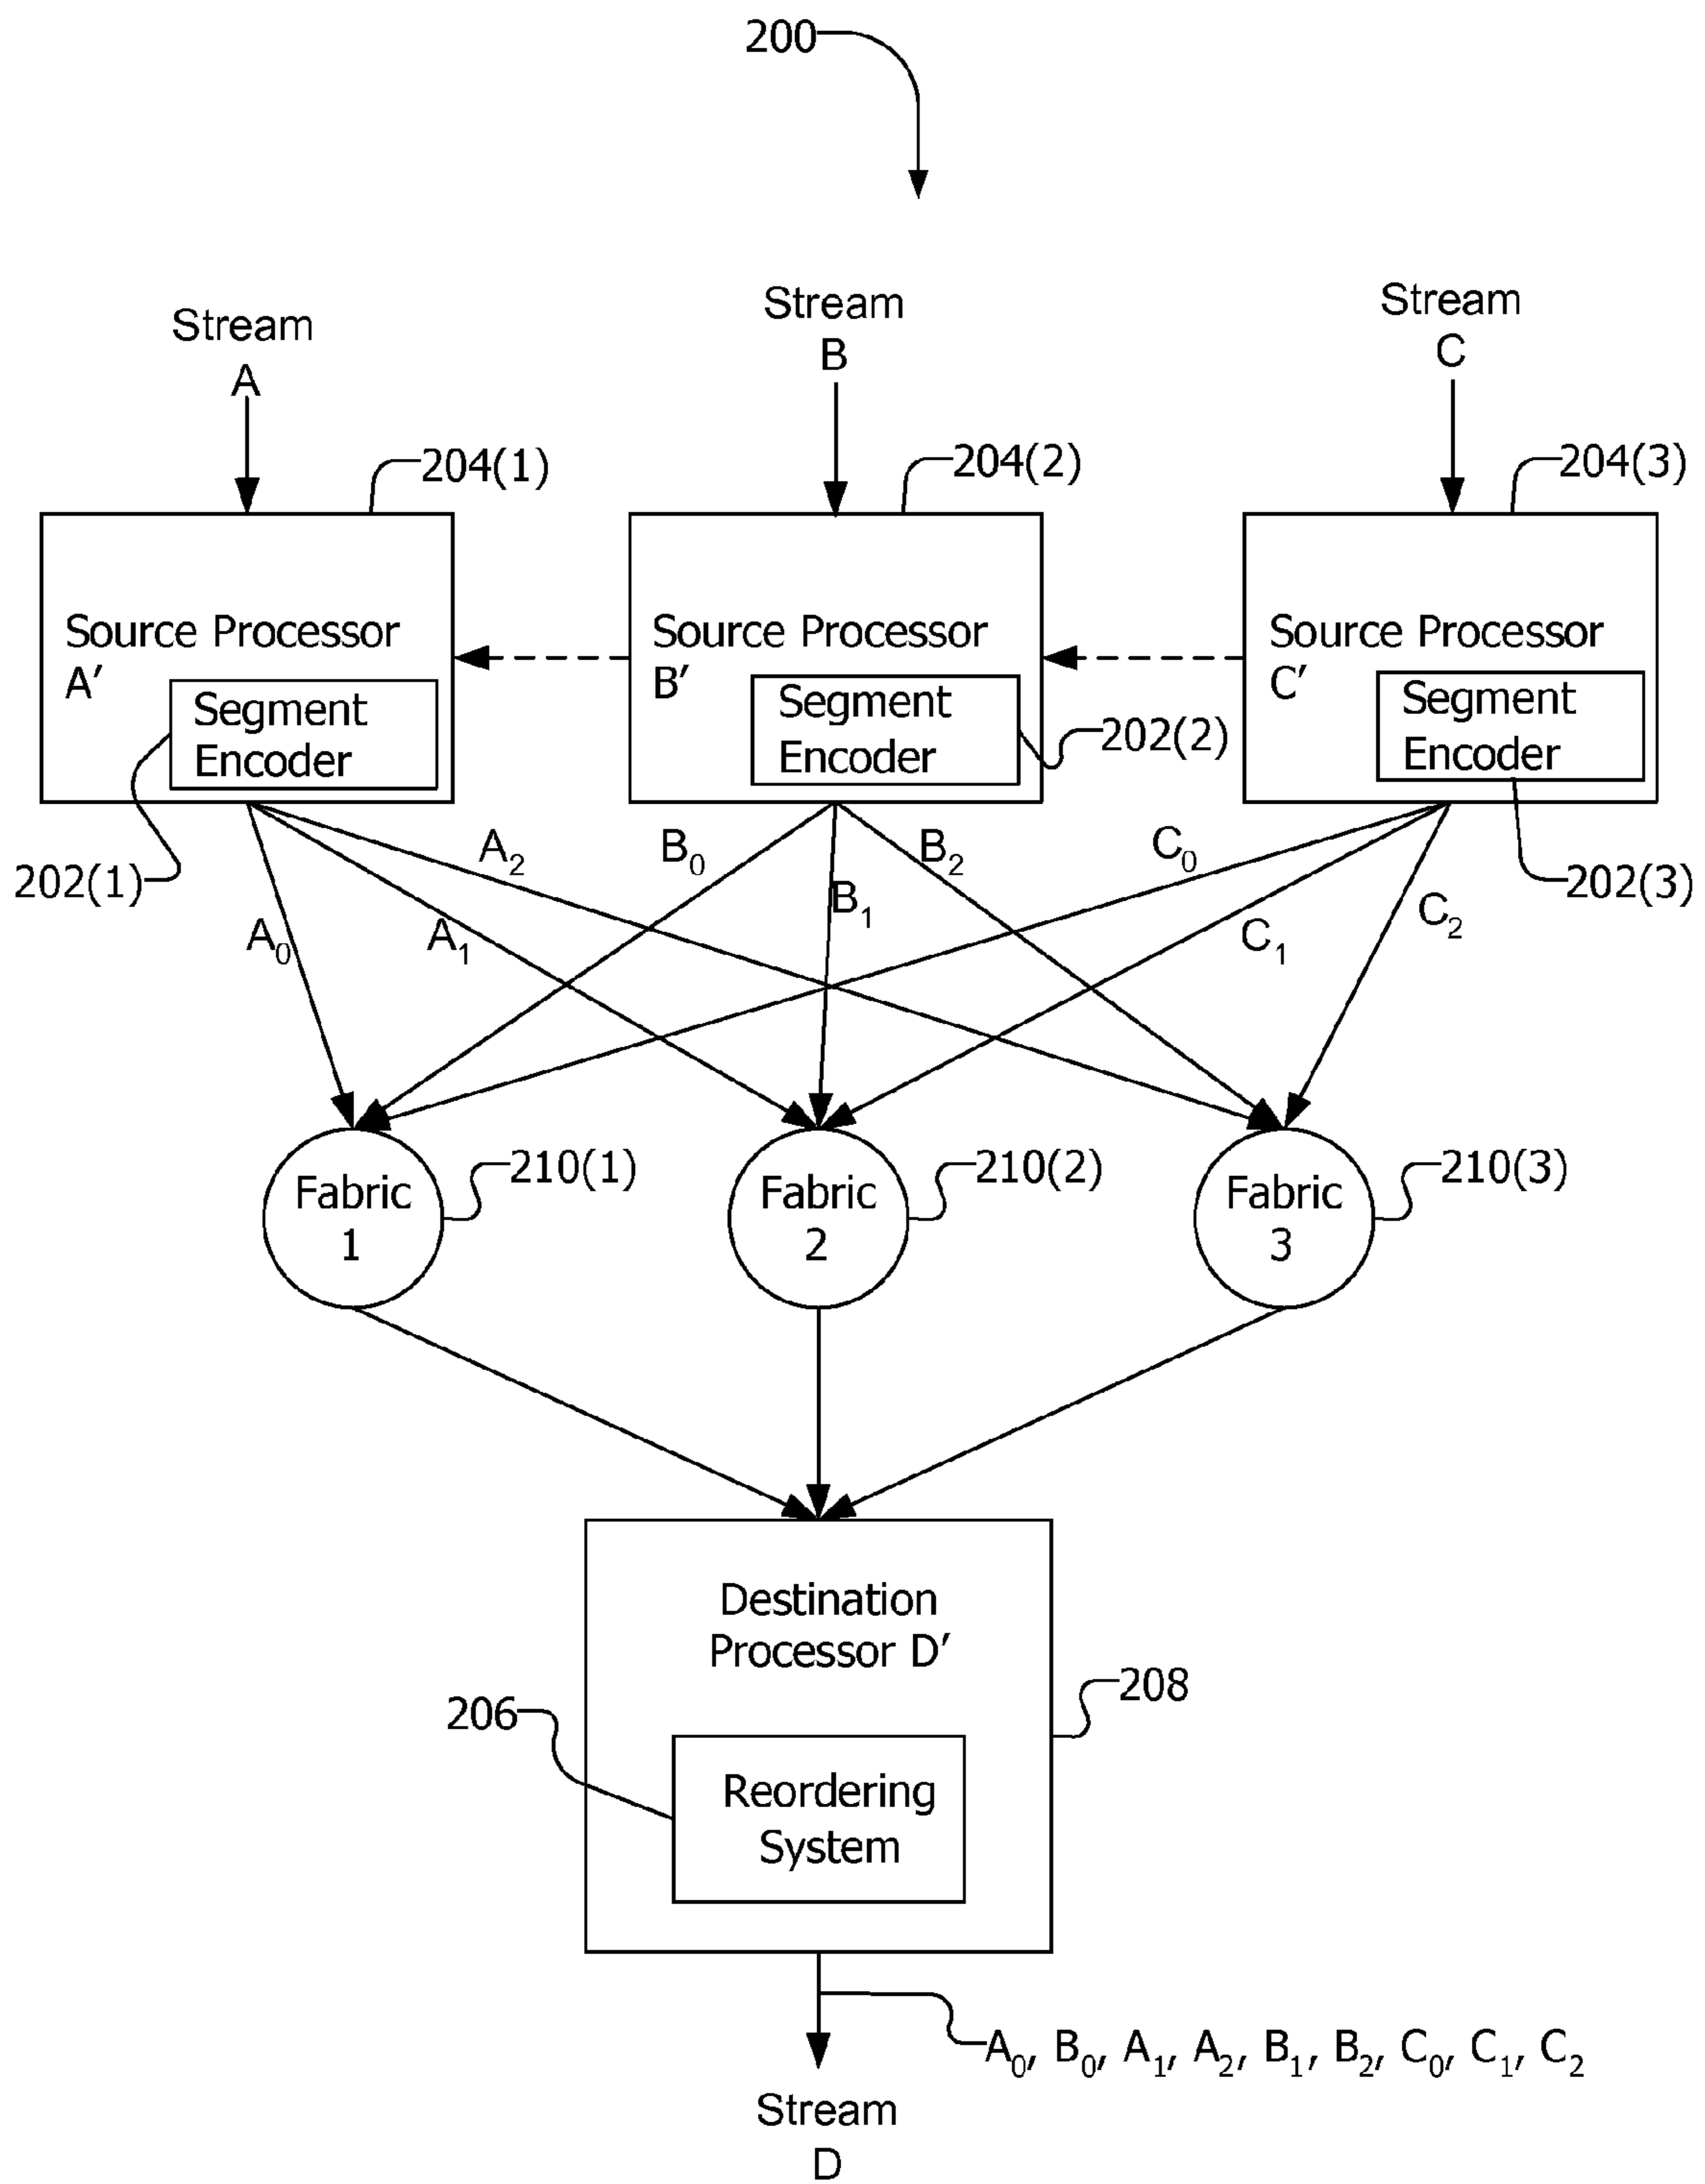 200
Stream
A
Stream
B
Stream
C
204(1)
204(2)
204(3)
Source Processor
A′
Segment
Encoder
Source Processor
B′
Segment
Encoder
Source Processor
C′
Segment
Encoder
202(1)
202(2)
202(3)
A₀
A₁
A₂
B₀
B₁
B₂
C₀
C₁
C₂
Fabric
1
210(1)
Fabric
2
210(2)
Fabric
3
210(3)
Destination
Processor D′
208
206
Reordering
System
A₀, B₀, A₁, A₂, B₁, B₂, C₀, C₁, C₂
Stream
D